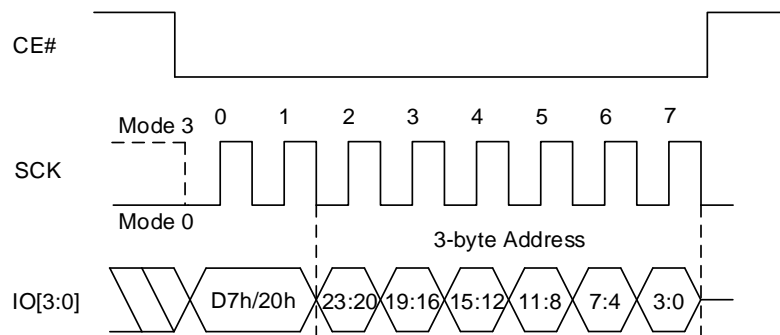 CE#
0 1 2 3 4 5 6 7
Mode 3
SCK
Mode 0
3-byte Address
IO[3:0] D7h/20h 23:20 19:16 15:12 11:8 7:4 3:0